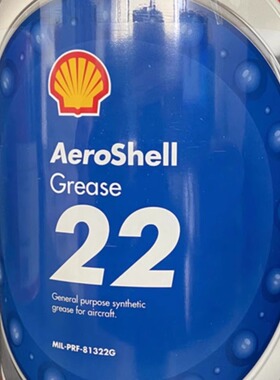 AeroShell
Grease
22
General purpose synthetic
grease for aircraft.
MIL-PRF-81322G